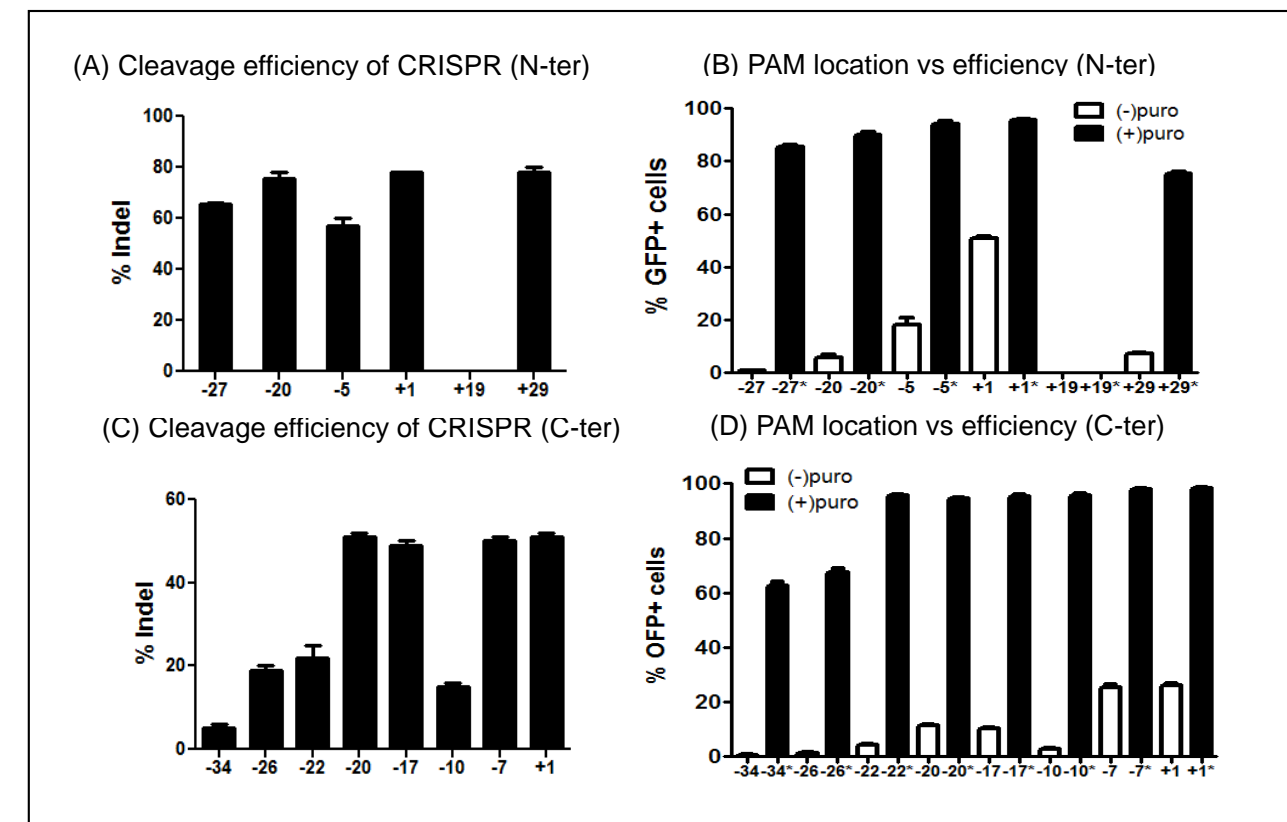 (A) Cleavage efficiency of CRISPR (N-ter)
% Indel
100
80
60
40
20
0
-27 -20 -5 +1 +19 +29
(B) PAM location vs efficiency (N-ter)
% GFP+ cells
100
80
60
40
20
0
(-)puro
(+)puro
-27 -27* -20 -20* -5 -5* +1 +1* +19 +19* +29 +29*
(C) Cleavage efficiency of CRISPR (C-ter)
% Indel
60
40
20
0
-34 -26 -22 -20 -17 -10 -7 +1
(D) PAM location vs efficiency (C-ter)
% OFP+ cells
100
80
60
40
20
0
(-)puro
(+)puro
-34 -34* -26 -26* -22 -22* -20 -20* -17 -17* -10 -10* -7 -7* +1 +1*